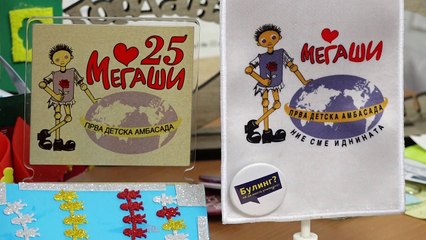 25
МЕГАШИ
ПРВА ДЕТСКА АМБАСАДА
МЕГАШИ
ПРВА ДЕТСКА АМБАСАДА
НИЕ СМЕ ИДНИНАТА
Булинг?